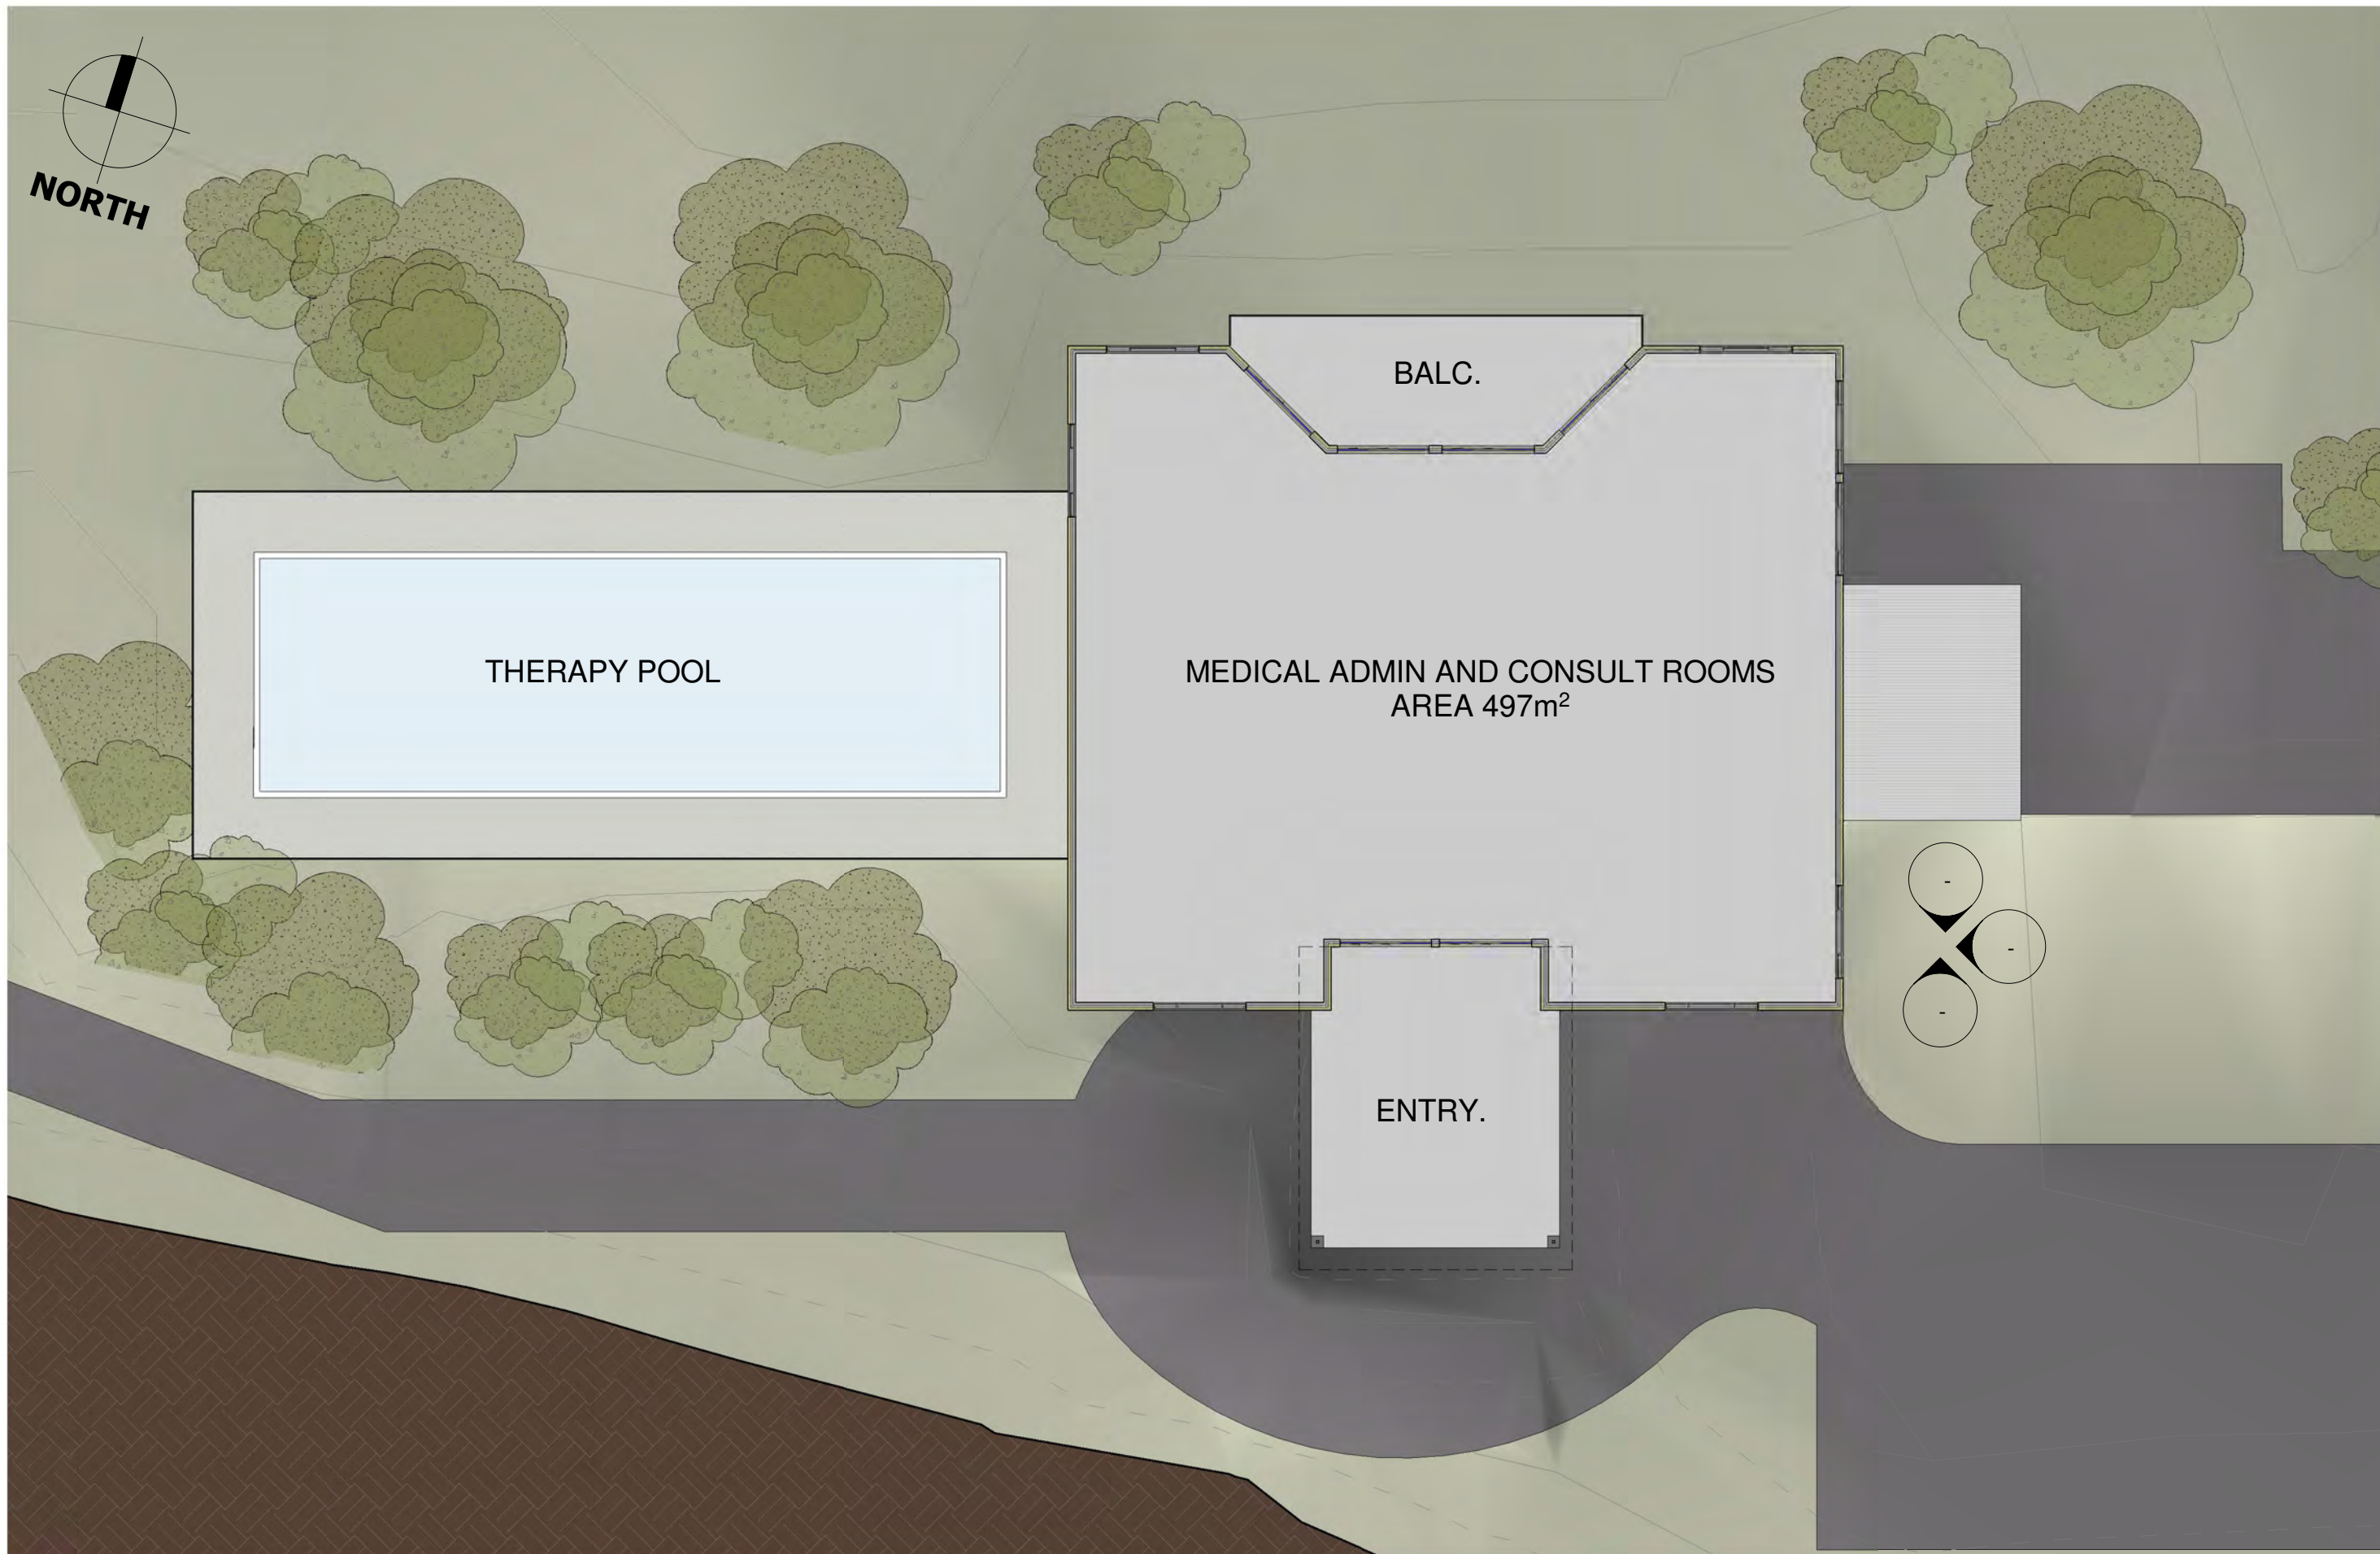 NORTH
BALC.
THERAPY POOL
MEDICAL ADMIN AND CONSULT ROOMS
AREA 497m²
-
-
-
ENTRY.